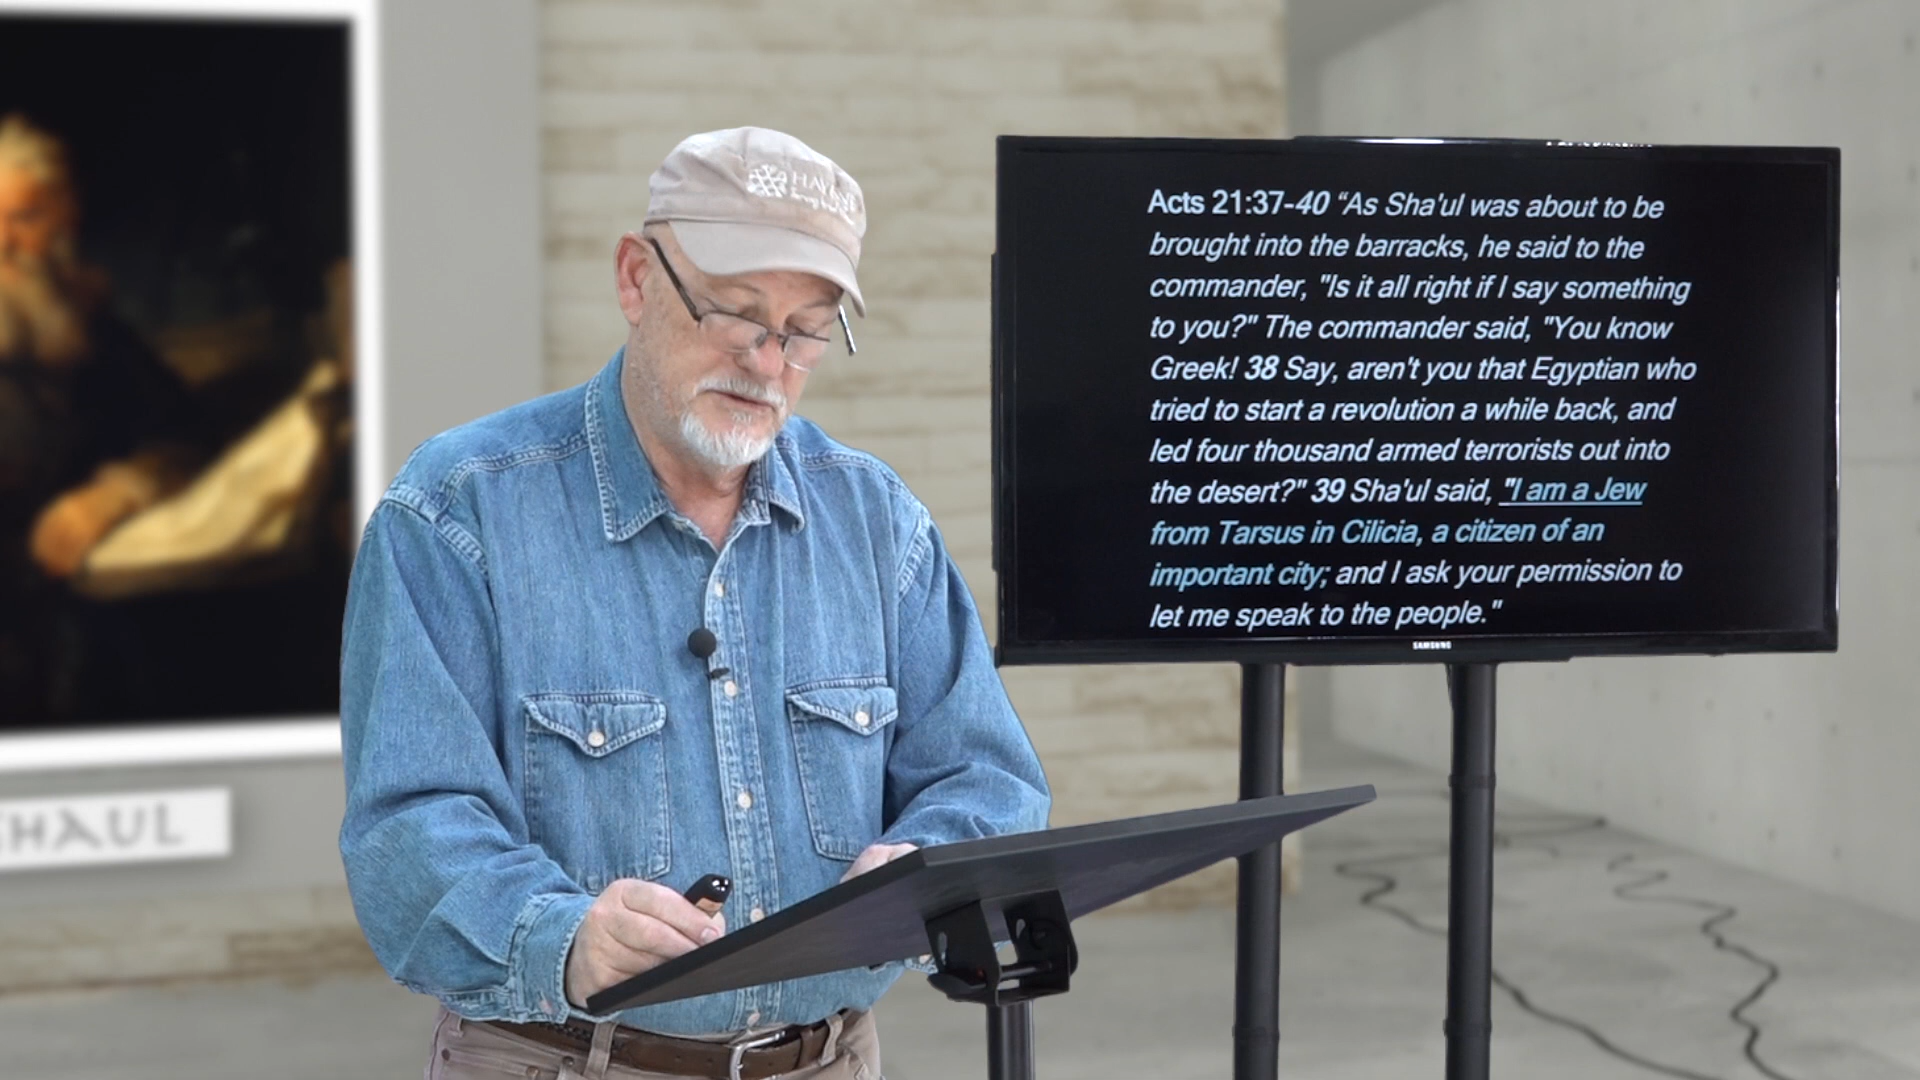 Acts 21:37-40 “As Sha'ul was about to be
brought into the barracks, he said to the
commander, "Is it all right if I say something
to you?" The commander said, "You know
Greek! 38 Say, aren't you that Egyptian who
tried to start a revolution a while back, and
led four thousand armed terrorists out into
the desert?" 39 Sha'ul said, "I am a Jew
from Tarsus in Cilicia, a citizen of an
important city; and I ask your permission to
let me speak to the people."
SAMSUNG
SHAUL